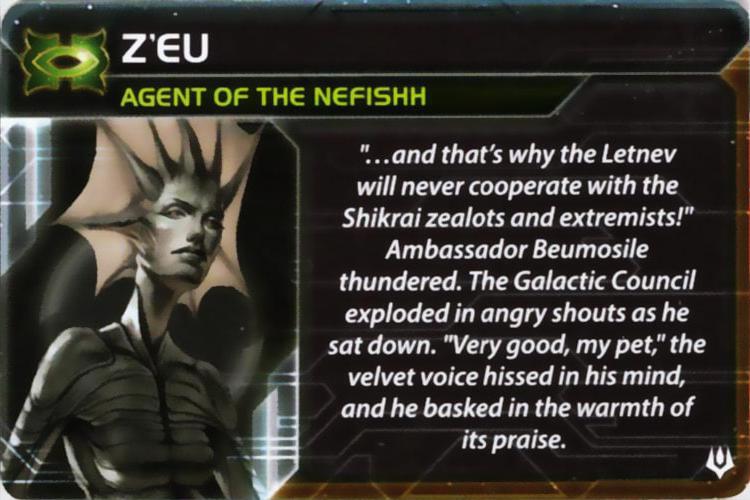 Z'EU
AGENT OF THE NEFISHH
"...and that's why the Letnev
will never cooperate with the
Shikrai zealots and extremists!"
Ambassador Beumosile
thundered. The Galactic Council
exploded in angry shouts as he
sat down. "Very good, my pet," the
velvet voice hissed in his mind,
and he basked in the warmth of
its praise.